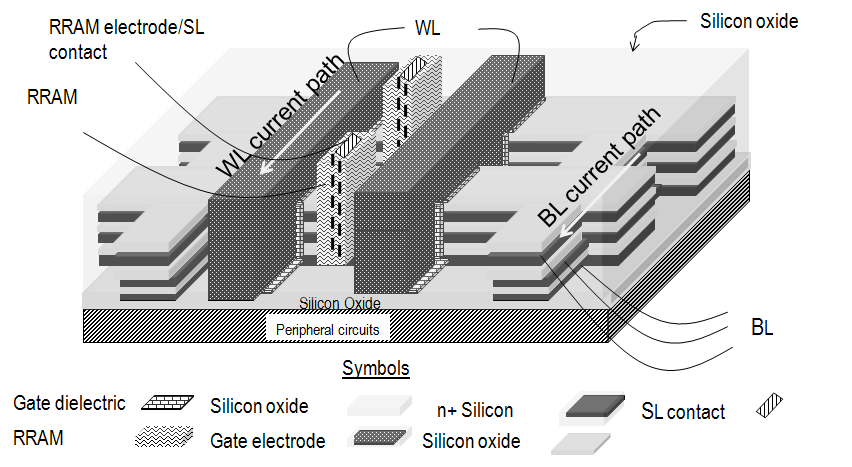 RRAM electrode/SL
contact
WL
Silicon oxide
RRAM
WL current path
BL current path
Silicon Oxide
Peripheral circuits
BL
Symbols
Gate dielectric
Silicon oxide
n+ Silicon
SL contact
RRAM
Gate electrode
Silicon oxide